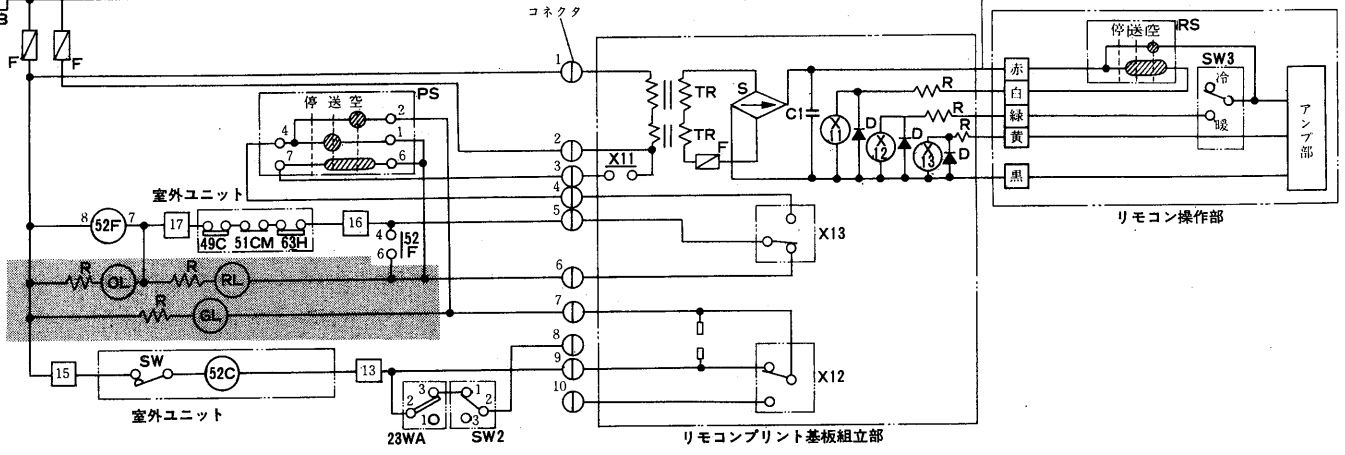 B
F
F
コネクタ
1
停 送 空
PS
4
2
1
7
6
2
3
X11
4
5
6
7
8
9
10
室外ユニット
8
52F
7
17
49C
51CM
63H
16
4
6
52
F
R
OL
R
RL
R
GL
15
SW
52C
13
室外ユニット
2
3
1
23WA
1
2
3
SW2
TR
TR
F
S
C1
X
11
D
R
X
12
D
R
X
13
D
R
X13
X12
リモコンプリント基板組立部
赤
白
緑
黄
黒
停 送 空
RS
SW3
冷
暖
アンプ部
リモコン操作部